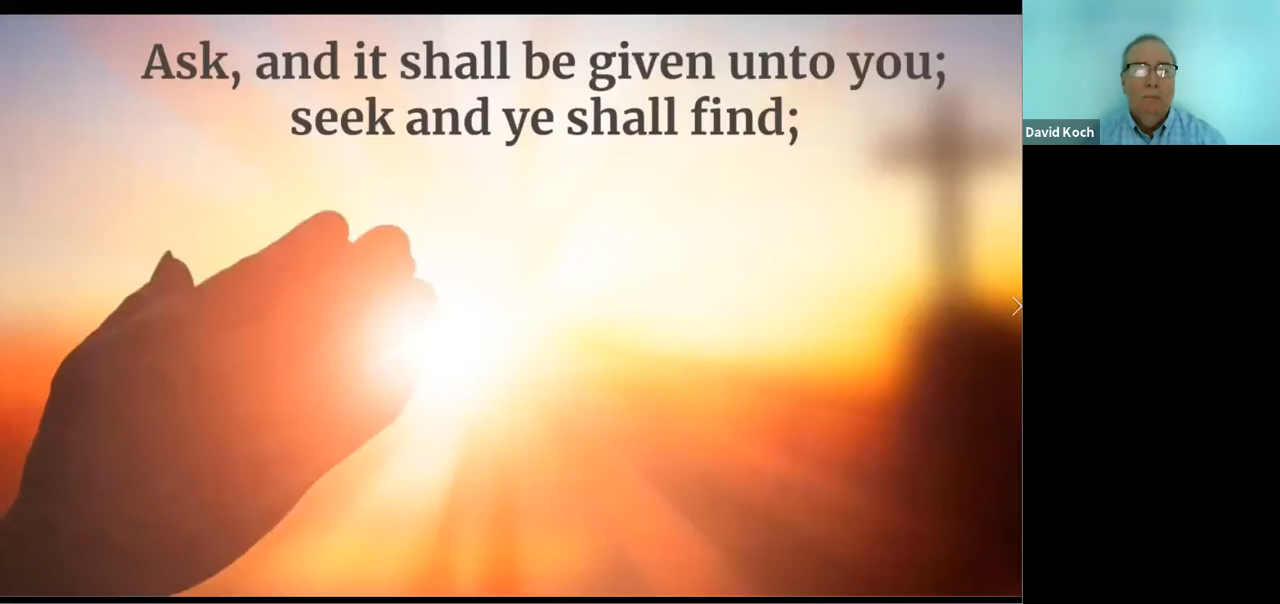 Ask, and it shall be given unto you;
seek and ye shall find;
David Koch